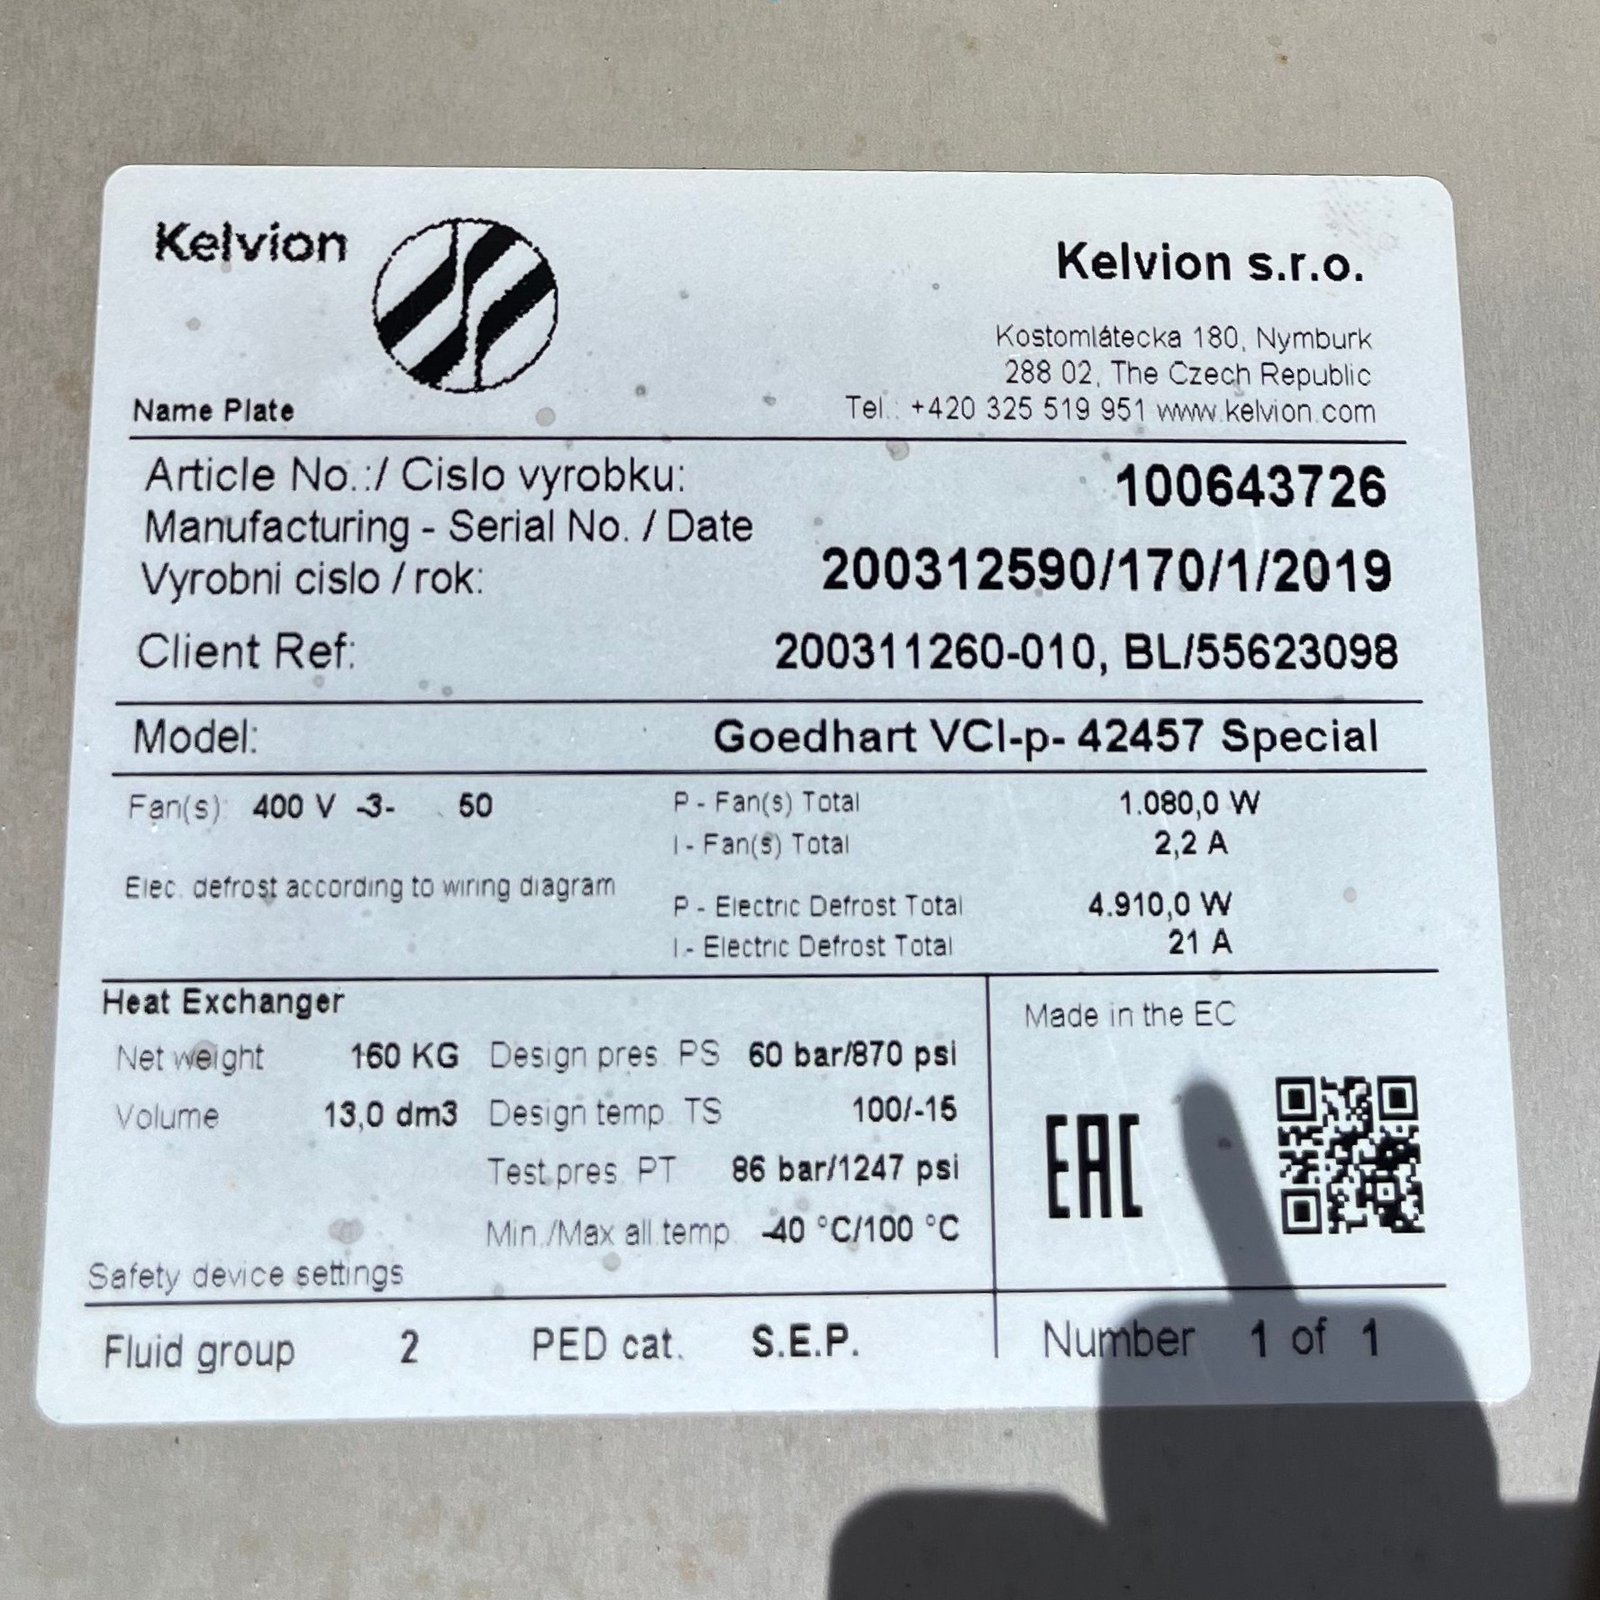 Kelvion
Kelvion s.r.o.
Kostomlátecka 180, Nymburk
288 02, The Czech Republic
Tel.: +420 325 519 951 www.kelvion.com
Name Plate
Article No.:/ Cislo vyrobku: 100643726
Manufacturing - Serial No. / Date
Vyrobni cislo / rok: 200312590/170/1/2019
Client Ref: 200311260-010, BL/55623098
Model: Goedhart VCI-p- 42457 Special
Fan(s): 400 V -3- 50 P - Fan(s) Total 1.080,0 W
I - Fan(s) Total 2,2 A
Elec. defrost according to wiring diagram
P - Electric Defrost Total 4.910,0 W
I - Electric Defrost Total 21 A
Heat Exchanger
Made in the EC
Net weight 160 KG Design pres. PS 60 bar/870 psi
Volume 13,0 dm3 Design temp. TS 100/-15
Test pres. PT 86 bar/1247 psi
Min./Max all.temp. -40 °C/100 °C
EAC
Safety device settings
Fluid group 2 PED cat. S.E.P. Number 1 of 1